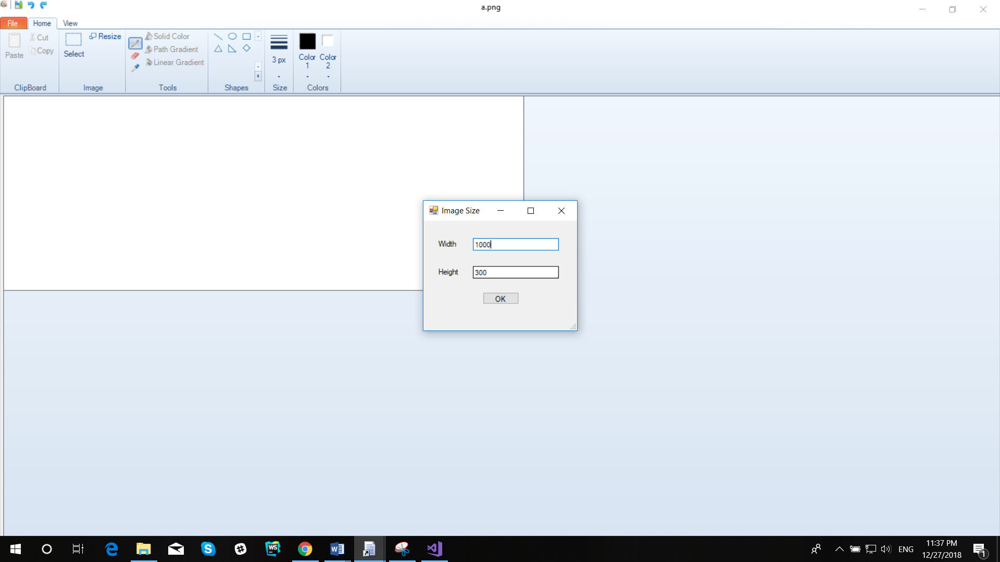 a.png
File Home View
Paste Cut Copy
ClipBoard
Select Resize
Image
Solid Color
Path Gradient
Linear Gradient
Tools
Shapes
3 px
Size
Color 1
Color 2
Colors
Image Size
Width 1000
Height 300
OK
WS
ENG
11:37 PM
12/27/2018
1